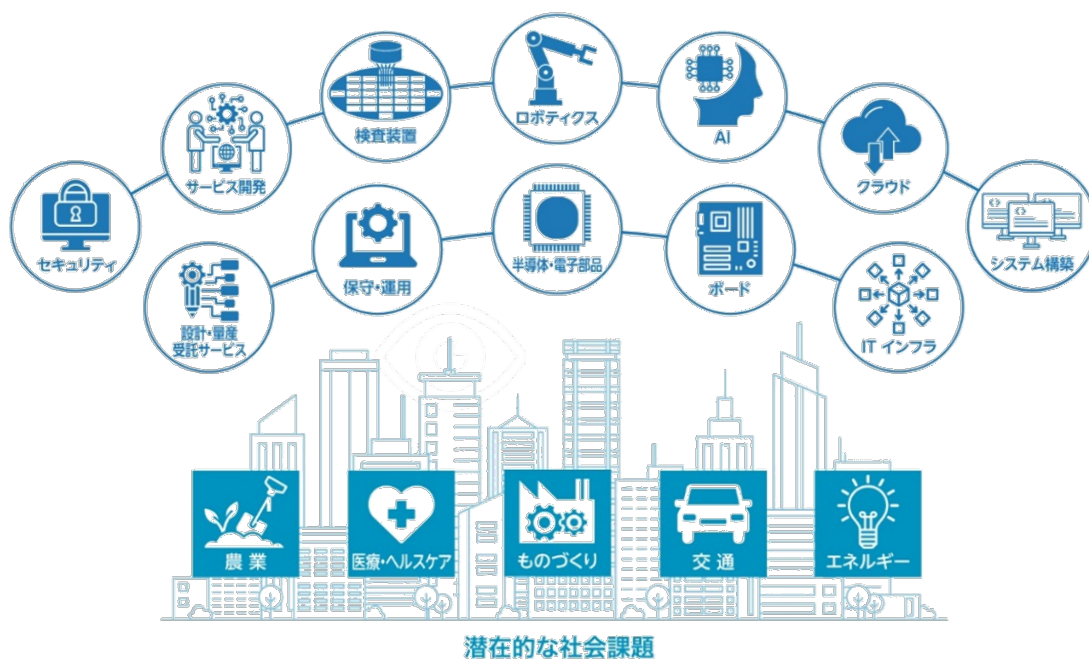 セキュリティ
サービス開発
検査装置
ロボティクス
AI
クラウド
システム構築
設計・量産
受託サービス
保守・運用
半導体・電子部品
ボード
IT インフラ
農業
医療・ヘルスケア
ものづくり
交通
エネルギー
潜在的な社会課題